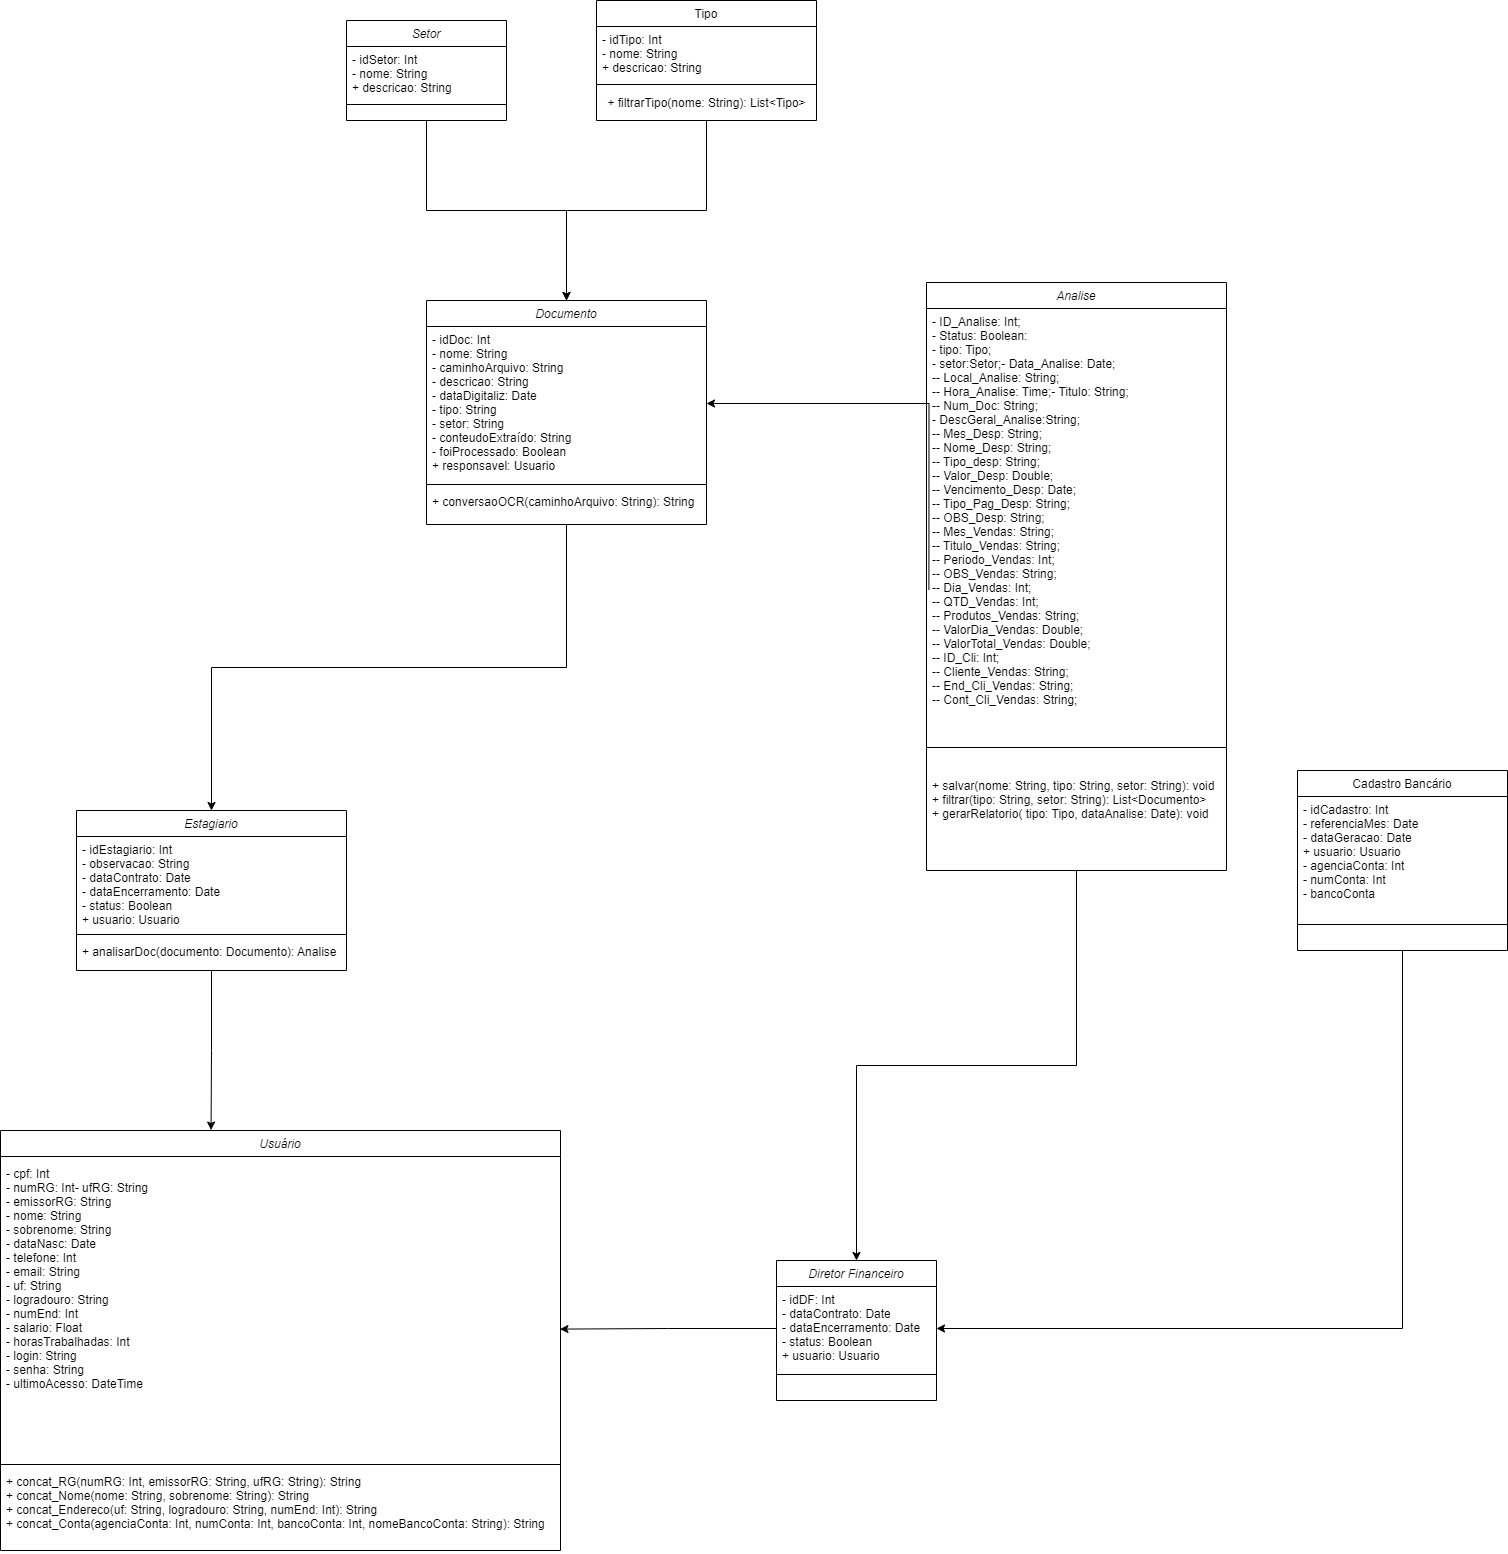 Setor
- idSetor: Int
- nome: String
+ descricao: String
Tipo
- idTipo: Int
- nome: String
+ descricao: String
+ filtrarTipo(nome: String): List<Tipo>
Documento
- idDoc: Int
- nome: String
- caminhoArquivo: String
- descricao: String
- dataDigitaliz: Date
- tipo: String
- setor: String
- conteudoExtraído: String
- foiProcessado: Boolean
+ responsavel: Usuario
+ conversaoOCR(caminhoArquivo: String): String
Analise
- ID_Analise: Int;
- Status: Boolean:
- tipo: Tipo;
- setor:Setor;- Data_Analise: Date;
-- Local_Analise: String;
-- Hora_Analise: Time;- Titulo: String;
-- Num_Doc: String;
- DescGeral_Analise:String;
-- Mes_Desp: String;
-- Nome_Desp: String;
-- Tipo_desp: String;
-- Valor_Desp: Double;
-- Vencimento_Desp: Date;
-- Tipo_Pag_Desp: String;
-- OBS_Desp: String;
-- Mes_Vendas: String;
-- Titulo_Vendas: String;
-- Periodo_Vendas: Int;
-- OBS_Vendas: String;
-- Dia_Vendas: Int;
-- QTD_Vendas: Int;
-- Produtos_Vendas: String;
-- ValorDia_Vendas: Double;
-- ValorTotal_Vendas: Double;
-- ID_Cli: Int;
-- Cliente_Vendas: String;
-- End_Cli_Vendas: String;
-- Cont_Cli_Vendas: String;
+ salvar(nome: String, tipo: String, setor: String): void
+ filtrar(tipo: String, setor: String): List<Documento>
+ gerarRelatorio( tipo: Tipo, dataAnalise: Date): void
Cadastro Bancário
- idCadastro: Int
- referenciaMes: Date
- dataGeracao: Date
+ usuario: Usuario
- agenciaConta: Int
- numConta: Int
- bancoConta
Estagiario
- idEstagiario: Int
- observacao: String
- dataContrato: Date
- dataEncerramento: Date
- status: Boolean
+ usuario: Usuario
+ analisarDoc(documento: Documento): Analise
Usuário
- cpf: Int
- numRG: Int- ufRG: String
- emissorRG: String
- nome: String
- sobrenome: String
- dataNasc: Date
- telefone: Int
- email: String
- uf: String
- logradouro: String
- numEnd: Int
- salario: Float
- horasTrabalhadas: Int
- login: String
- senha: String
- ultimoAcesso: DateTime
+ concat_RG(numRG: Int, emissorRG: String, ufRG: String): String
+ concat_Nome(nome: String, sobrenome: String): String
+ concat_Endereco(uf: String, logradouro: String, numEnd: Int): String
+ concat_Conta(agenciaConta: Int, numConta: Int, bancoConta: Int, nomeBancoConta: String): String
Diretor Financeiro
- idDF: Int
- dataContrato: Date
- dataEncerramento: Date
- status: Boolean
+ usuario: Usuario